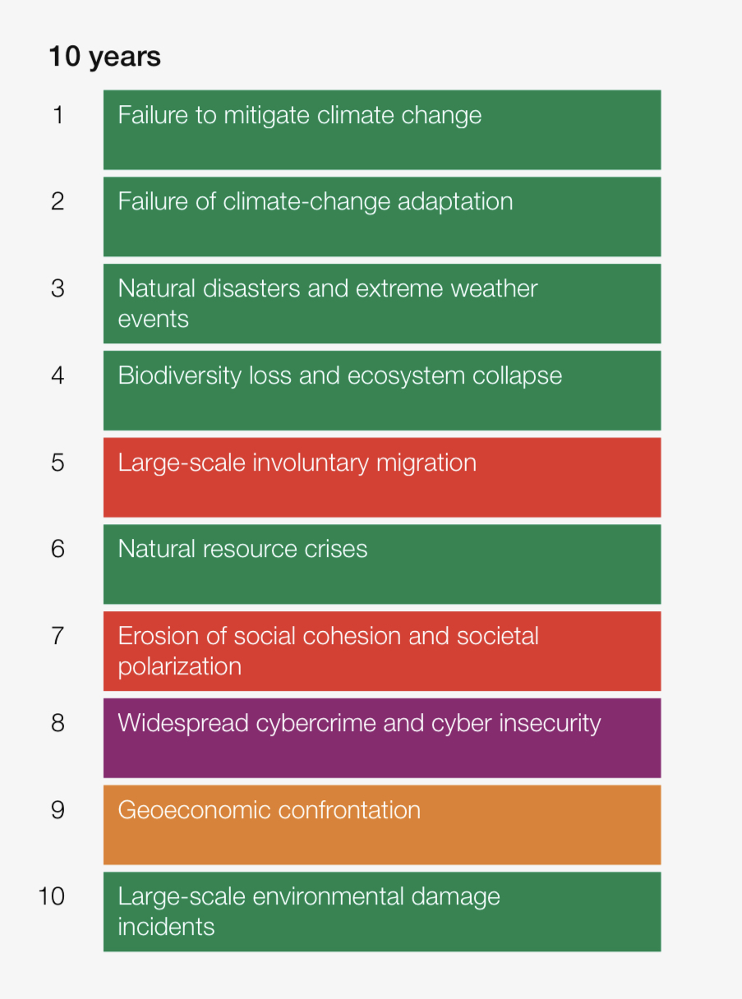 10 years
1 Failure to mitigate climate change
2 Failure of climate-change adaptation
3 Natural disasters and extreme weather
events
4 Biodiversity loss and ecosystem collapse
5 Large-scale involuntary migration
6 Natural resource crises
7 Erosion of social cohesion and societal
polarization
8 Widespread cybercrime and cyber insecurity
9 Geoeconomic confrontation
10 Large-scale environmental damage
incidents